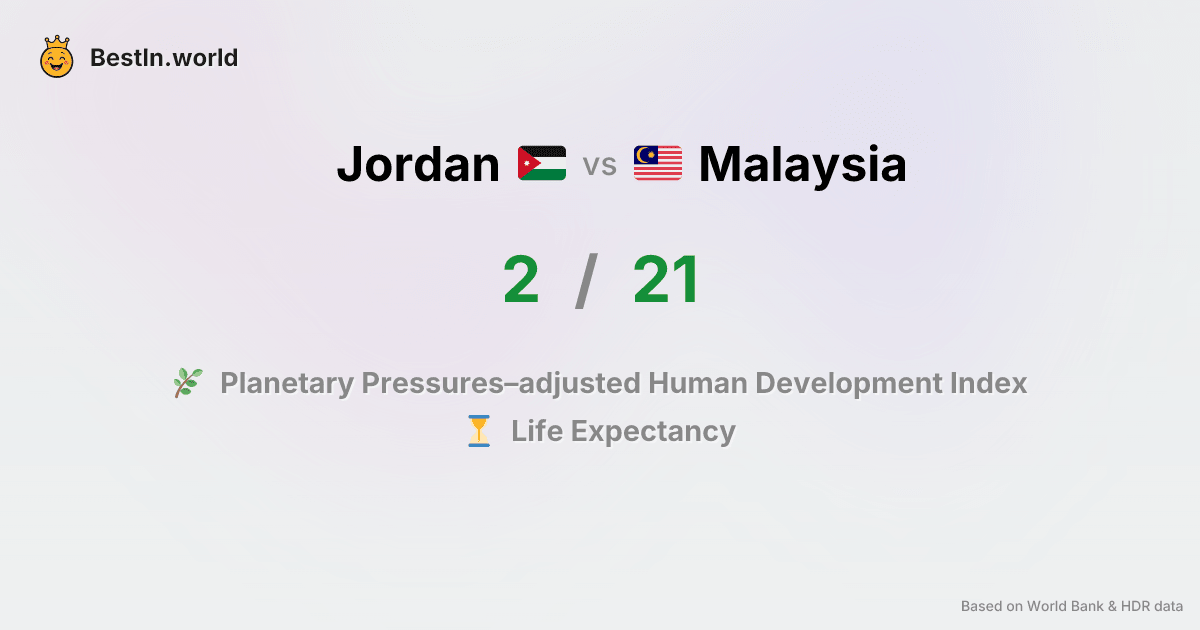 BestIn.world
Jordan vs Malaysia
2 / 21
Planetary Pressures–adjusted Human Development Index
Life Expectancy
Based on World Bank & HDR data